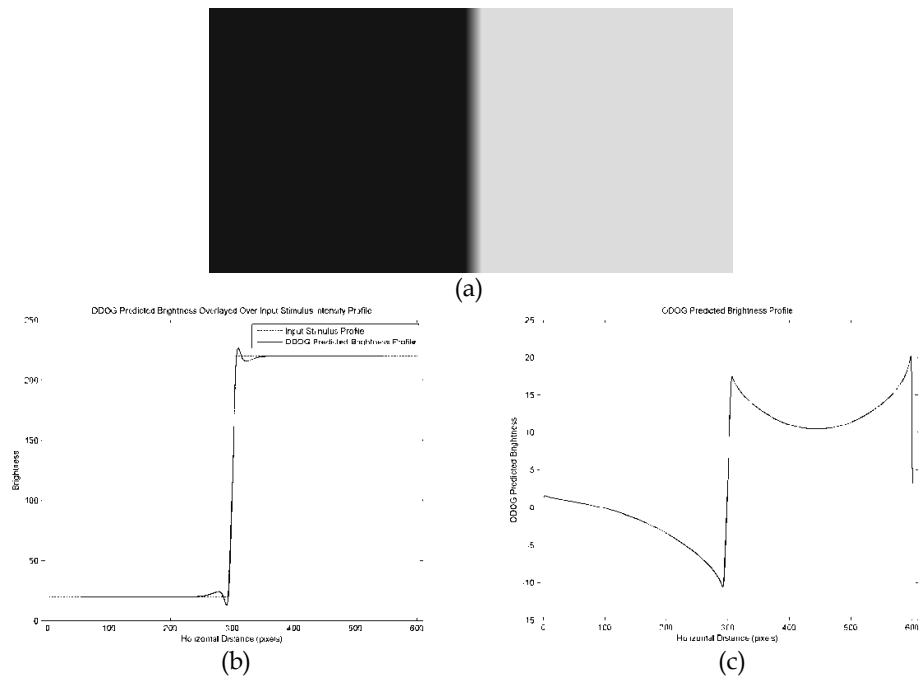 (a)
DDOG Predicted Brightness Overlayed Over Input Stimulus Intensity Profile
250
200
150
100
50
0
Brightness
Input Stimulus Profile
DDOG Predicted Brightness Profile
0 100 200 300 400 500 600
Horizontal Distance (pixels)
(b)
ODOG Predicted Brightness Profile
25
20
15
10
5
0
-5
-10
-15
ODOG Predicted Brightness
0 100 200 300 400 500 600
Horizontal Distance (pixels)
(c)